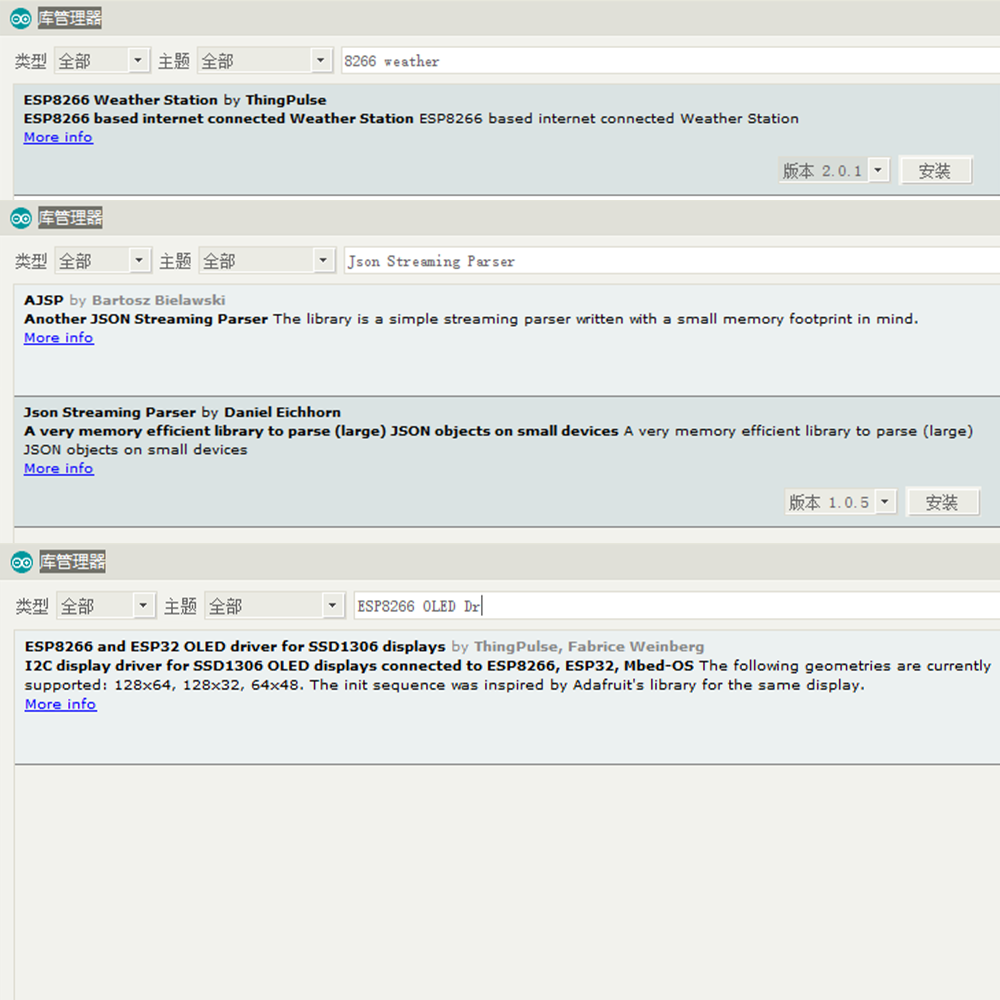 库管理器
类型 全部 主题 全部 8266 weather
ESP8266 Weather Station by ThingPulse
ESP8266 based internet connected Weather Station ESP8266 based internet connected Weather Station
More info
版本 2.0.1 安装
库管理器
类型 全部 主题 全部 Json Streaming Parser
AJSP by Bartosz Bielawski
Another JSON Streaming Parser The library is a simple streaming parser written with a small memory footprint in mind.
More info
Json Streaming Parser by Daniel Eichhorn
A very memory efficient library to parse (large) JSON objects on small devices A very memory efficient library to parse (large)
JSON objects on small devices
More info
版本 1.0.5 安装
库管理器
类型 全部 主题 全部 ESP8266 OLED Dr
ESP8266 and ESP32 OLED driver for SSD1306 displays by ThingPulse, Fabrice Weinberg
I2C display driver for SSD1306 OLED displays connected to ESP8266, ESP32, Mbed-OS The following geometries are currently
supported: 128x64, 128x32, 64x48. The init sequence was inspired by Adafruit's library for the same display.
More info